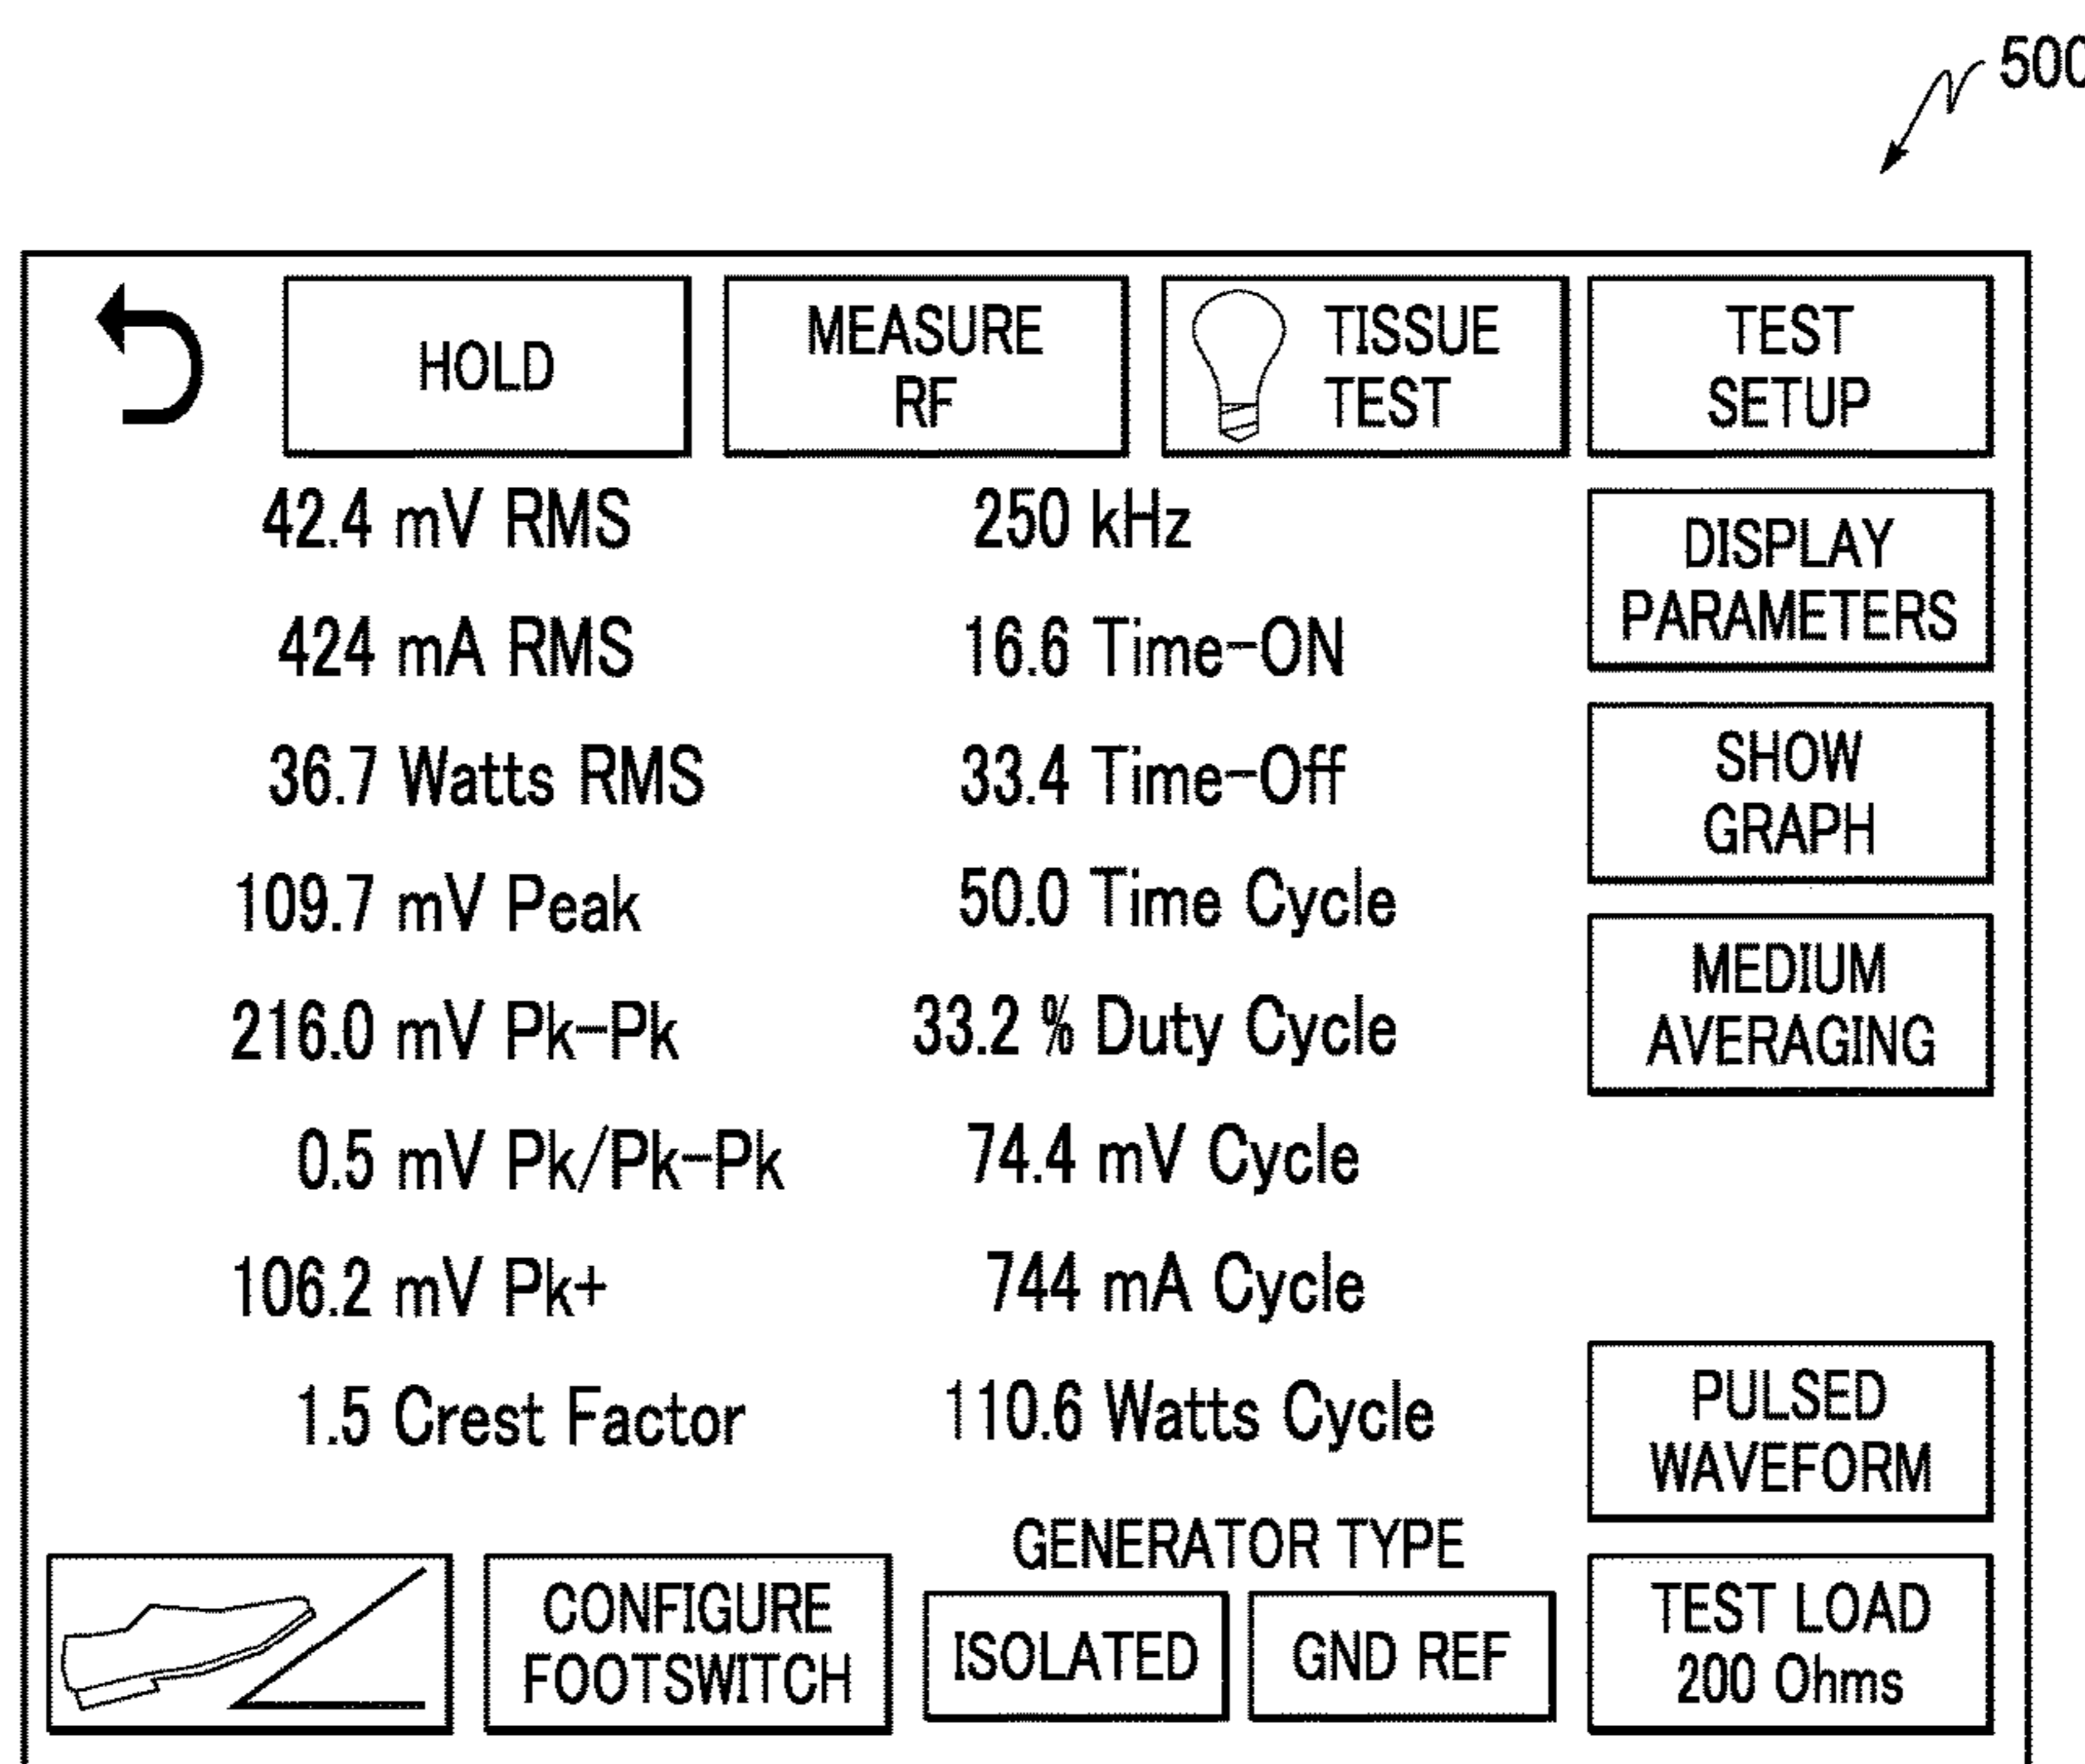 500
HOLD
MEASURE
RF
TISSUE
TEST
TEST
SETUP
42.4 mV RMS
424 mA RMS
36.7 Watts RMS
109.7 mV Peak
216.0 mV Pk-Pk
0.5 mV Pk/Pk-Pk
106.2 mV Pk+
1.5 Crest Factor
250 kHz
16.6 Time-ON
33.4 Time-Off
50.0 Time Cycle
33.2 % Duty Cycle
74.4 mV Cycle
744 mA Cycle
110.6 Watts Cycle
DISPLAY
PARAMETERS
SHOW
GRAPH
MEDIUM
AVERAGING
PULSED
WAVEFORM
CONFIGURE
FOOTSWITCH
GENERATOR TYPE
ISOLATED
GND REF
TEST LOAD
200 Ohms